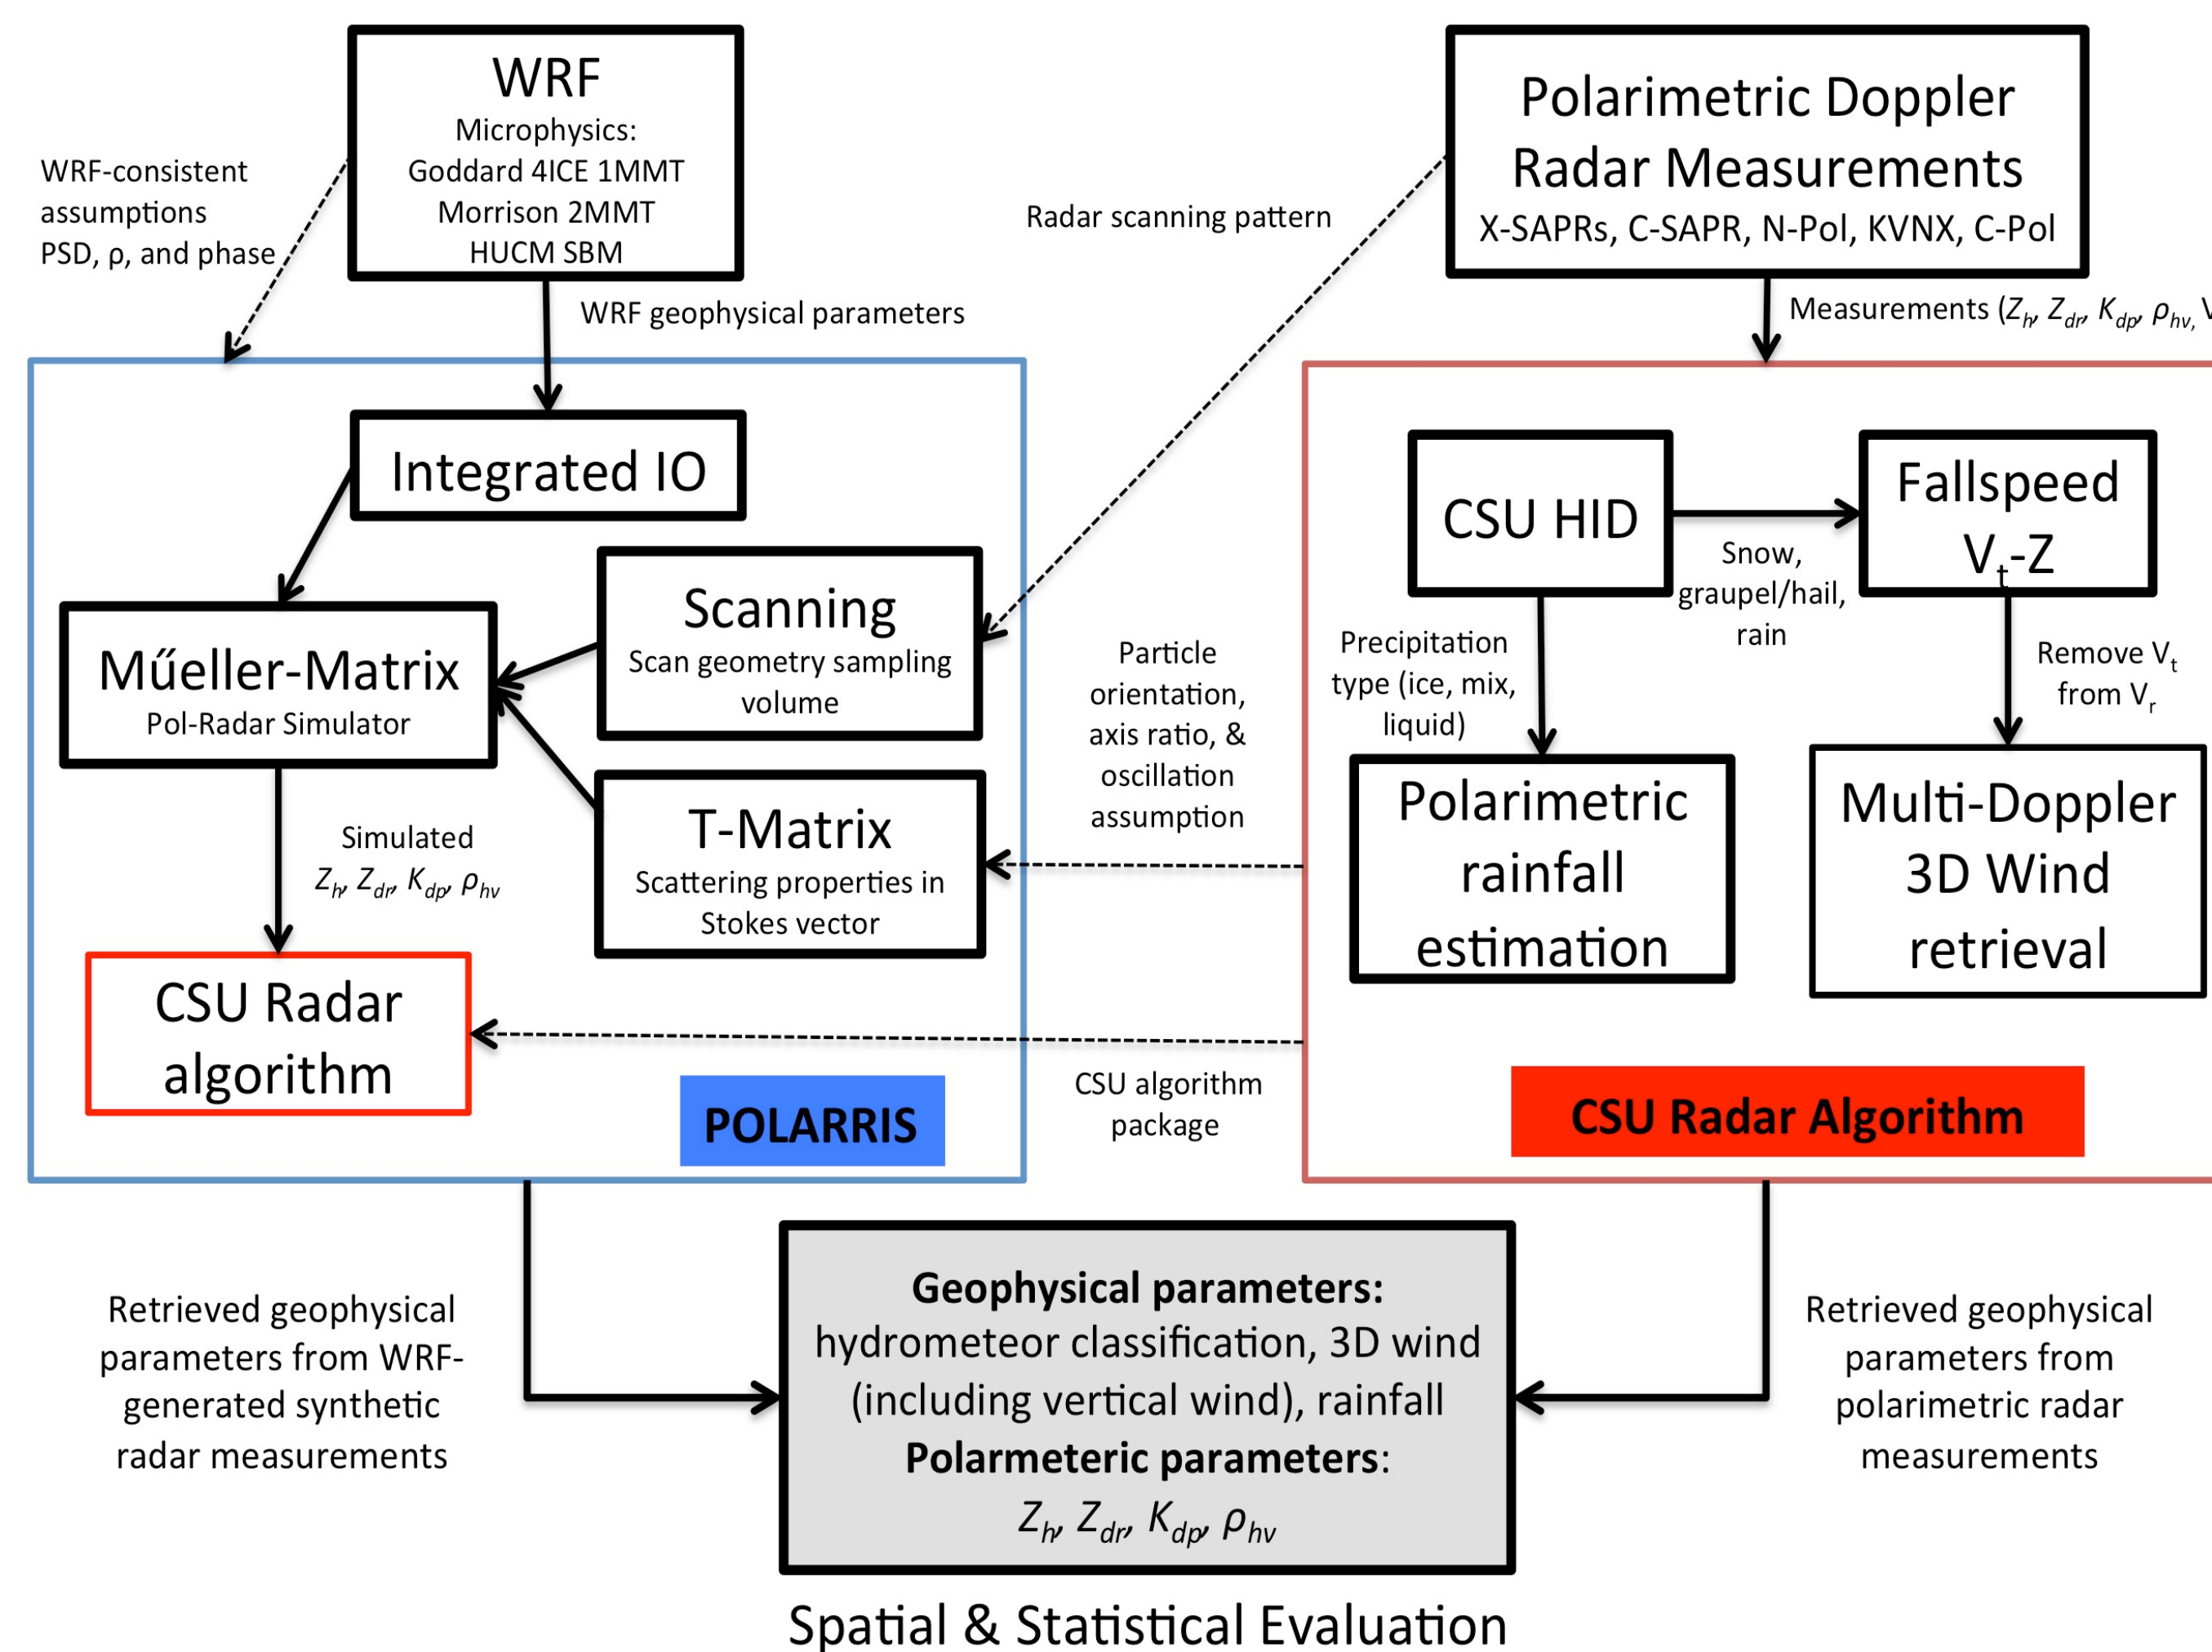 WRF
Microphysics:
Goddard 4ICE 1MMT
Morrison 2MMT
HUCM SBM
Polarimetric Doppler
Radar Measurements
X-SAPRs, C-SAPR, N-Pol, KVNX, C-Pol
WRF-consistent
assumptions
PSD, ρ, and phase
Radar scanning pattern
WRF geophysical parameters
Measurements (Zh, Zdr, Kdp, ρhv, V
Integrated IO
Scanning
Scan geometry sampling
volume
Műeller-Matrix
Pol-Radar Simulator
T-Matrix
Scattering properties in
Stokes vector
Simulated
Zh, Zdr, Kdp, ρhv
CSU Radar
algorithm
POLARRIS
Particle
orientation,
axis ratio, &
oscillation
assumption
CSU algorithm
package
CSU HID
Fallspeed
Vt-Z
Snow,
graupel/hail,
rain
Precipitation
type (ice, mix,
liquid)
Remove Vt
from Vr
Polarimetric
rainfall
estimation
Multi-Doppler
3D Wind
retrieval
CSU Radar Algorithm
Retrieved geophysical
parameters from WRF-
generated synthetic
radar measurements
Geophysical parameters:
hydrometeor classification, 3D wind
(including vertical wind), rainfall
Polarmeteric parameters:
Zh, Zdr, Kdp, ρhv
Retrieved geophysical
parameters from
polarimetric radar
measurements
Spatial & Statistical Evaluation